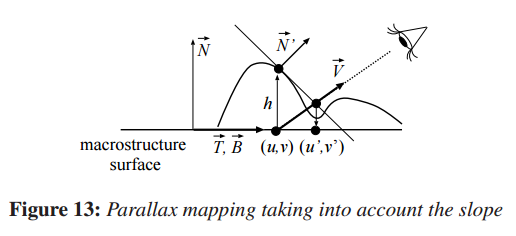 N
N'
V
h
macrostructure T, B (u,v) (u',v')
surface
Figure 13: Parallax mapping taking into account the slope